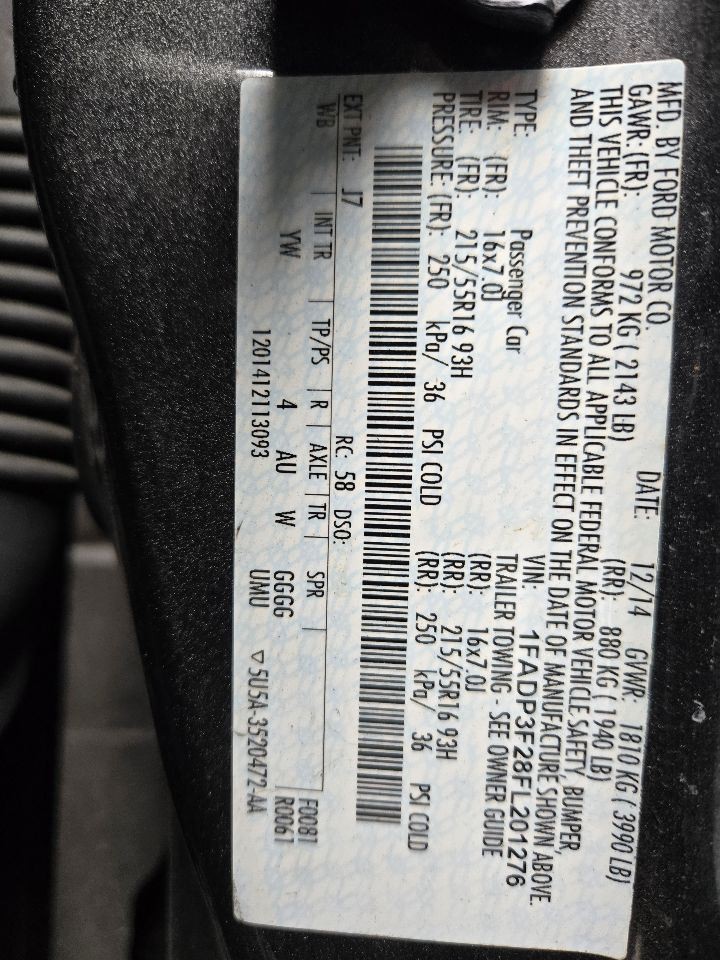 MFD. BY FORD MOTOR CO. DATE: 12/14 GVWR: 1810 KG ( 3990 LB)
GAWR: (FR): 972 KG ( 2143 LB) (RR): 880 KG ( 1940 LB)
THIS VEHICLE CONFORMS TO ALL APPLICABLE FEDERAL MOTOR VEHICLE SAFETY, BUMPER
AND THEFT PREVENTION STANDARDS IN EFFECT ON THE DATE OF MANUFACTURE SHOWN ABOVE.
VIN: 1FADP3F28FL201276
TYPE: Passenger Car TRAILER TOWING - SEE OWNER GUIDE
RIM: (FR): 16x7.0J (RR): 16x7.0J
TIRE: (FR): 215/55R16 93H (RR): 215/55R16 93H
PRESSURE: (FR): 250 kPa/ 36 PSI COLD (RR): 250 kPa/ 36 PSI COLD
EXT PNT: J7 RC: 58 DSO: F0081
WB INT TR TP/PS R AXLE TR SPR R0061
YW 4 AU W GGGG
1201412113093 UMU ▽5U5A-3520472-AA